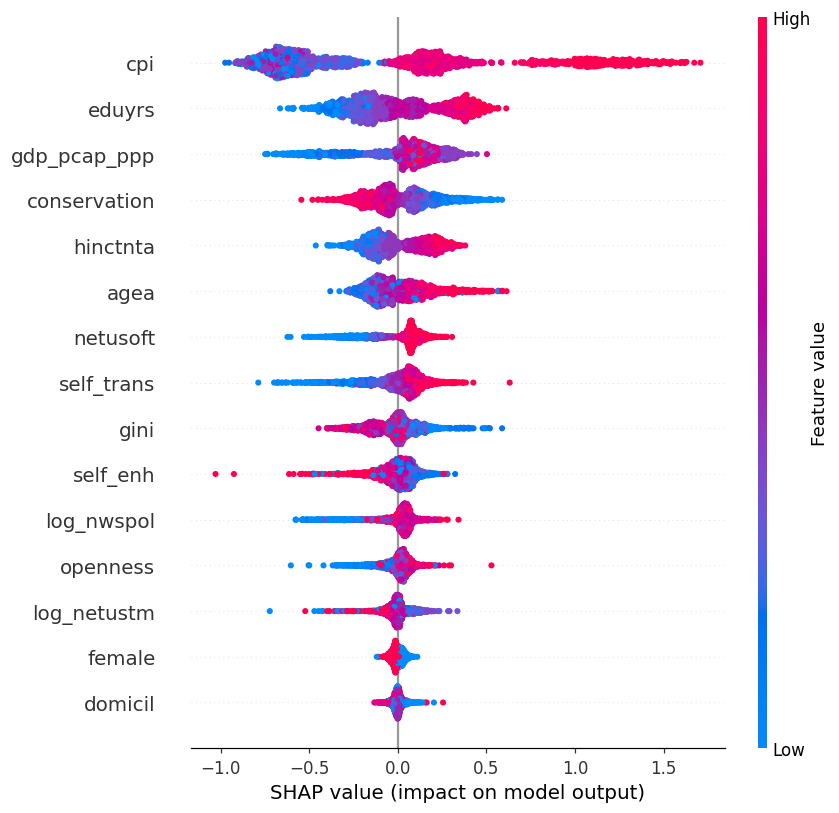 High
cpi
eduyrs
gdp_pcap_ppp
conservation
hinctnta
agea
netusoft
self_trans
gini
self_enh
log_nwspol
openness
log_netustm
female
domicil
Feature value
Low
−1.0 −0.5 0.0 0.5 1.0 1.5
SHAP value (impact on model output)